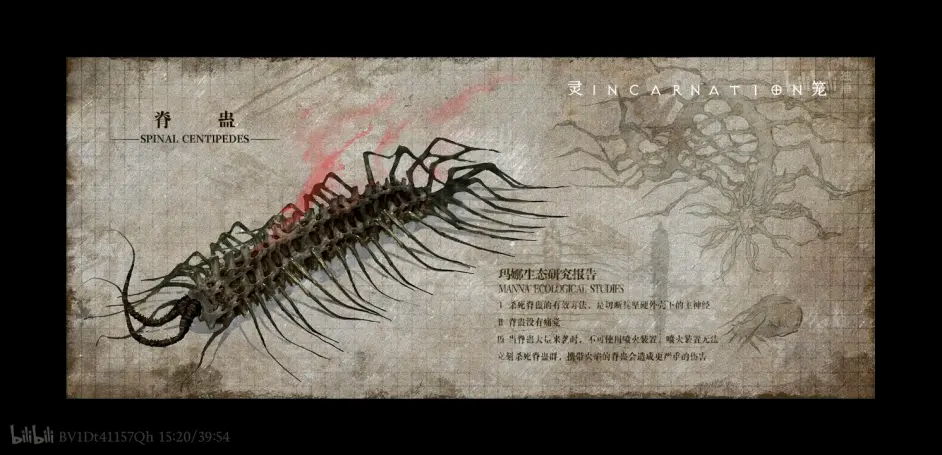 灵INCARNATION笼
脊蛊
SPINAL CENTIPEDES
玛娜生态研究报告
MANNA ECOLOGICAL STUDIES
I 杀死脊蛊的有效方法，是切断其坚硬外壳下的主神经
II 脊蛊没有痛觉
III 当脊蛊大量来袭时，不可使用喷火装置，喷火装置无法
立刻杀死脊蛊群，携带火焰的脊蛊会造成更严重的伤害
bilibili BV1Dt41157Qh 15:20/39:54